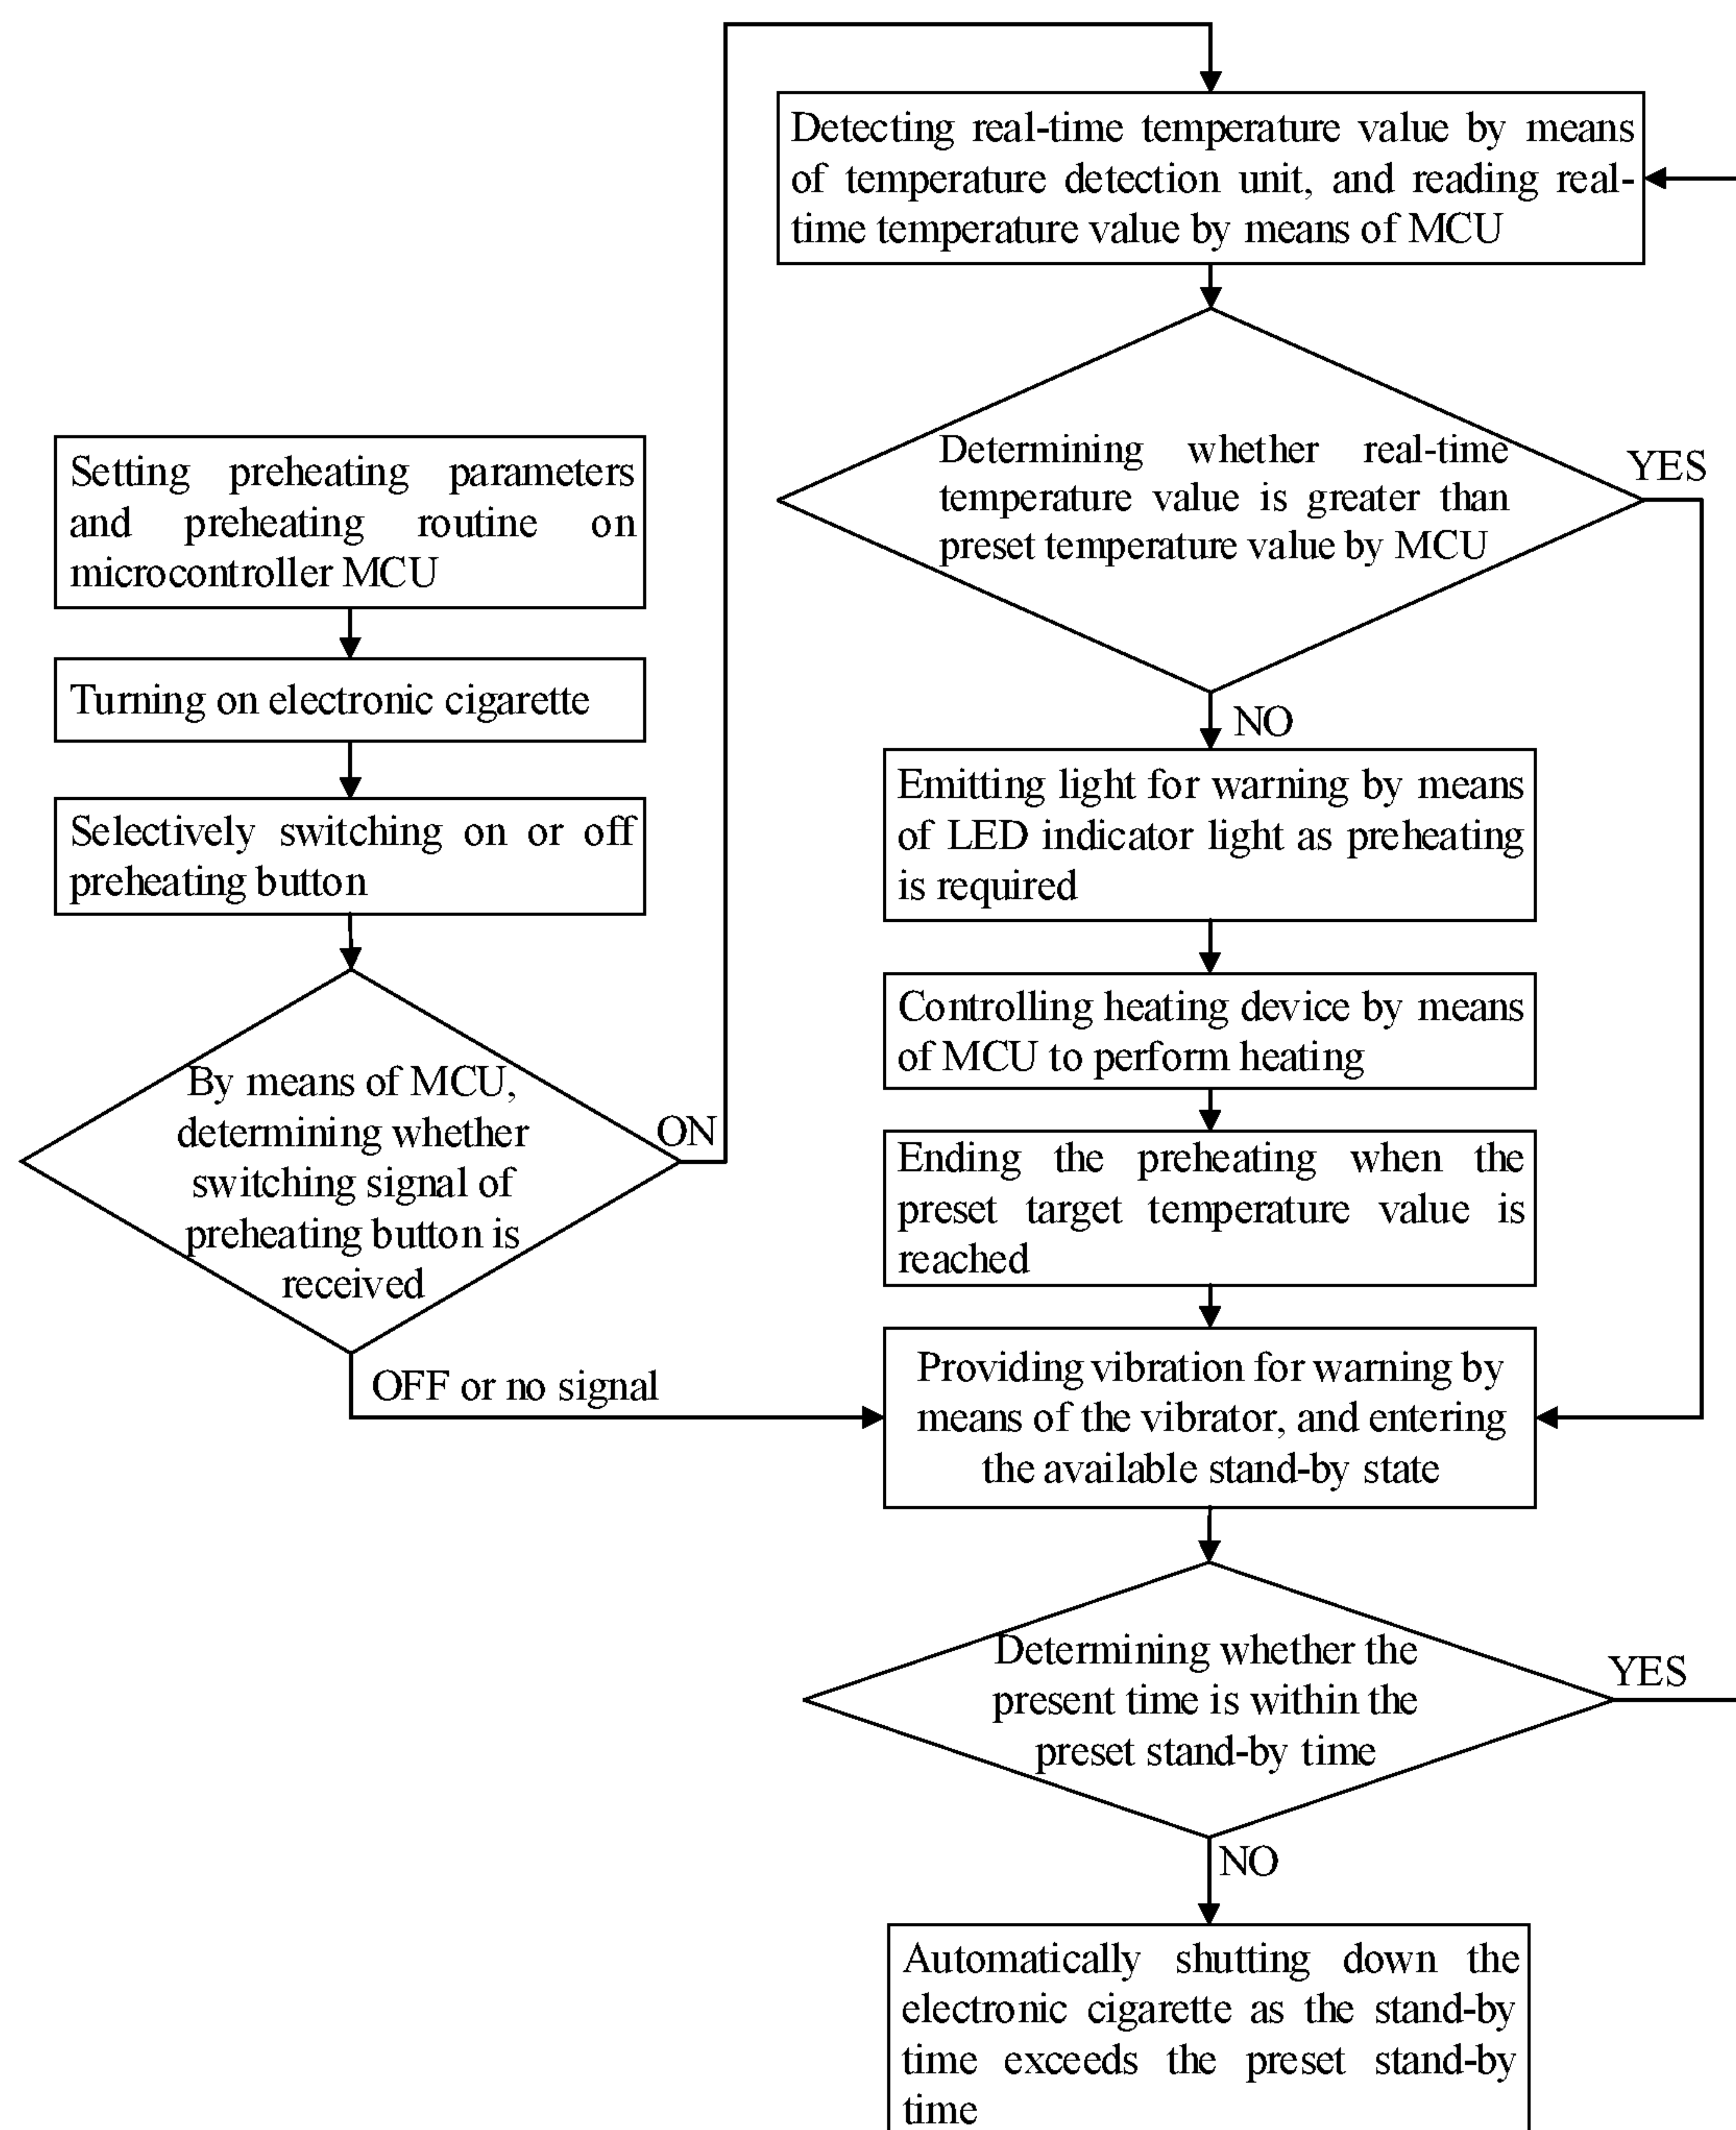 Setting preheating parameters
and preheating routine on
microcontroller MCU
Turning on electronic cigarette
Selectively switching on or off
preheating button
By means of MCU,
determining whether
switching signal of
preheating button is
received
ON
OFF or no signal
Detecting real-time temperature value by means
of temperature detection unit, and reading real-
time temperature value by means of MCU
Determining whether real-time
temperature value is greater than
preset temperature value by MCU
YES
NO
Emitting light for warning by means
of LED indicator light as preheating
is required
Controlling heating device by means
of MCU to perform heating
Ending the preheating when the
preset target temperature value is
reached
Providing vibration for warning by
means of the vibrator, and entering
the available stand-by state
Determining whether the
present time is within the
preset stand-by time
YES
NO
Automatically shutting down the
electronic cigarette as the stand-by
time exceeds the preset stand-by
time